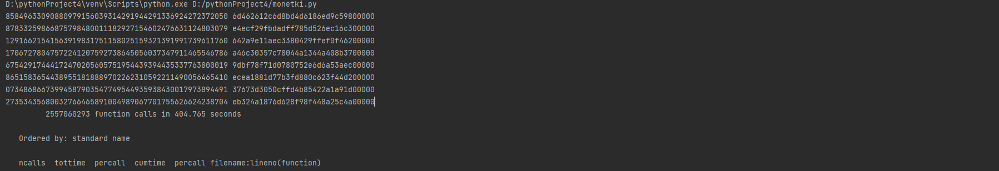 D:\pythonProject4\venv\Scripts\python.exe D:/pythonProject4/monetki.py
85849633090880979156039314291944291336924272372050 6d462612c6d8bd4d6186ed9c59800000
87833259866875798480011182927154602476631124803079 e4ecf29fbdadff785d526ec16c300000
12916621541563919831751158025159321391991739611760 642a9e11aec3380429ffef0f46200000
17067278047572241207592738645056037347911465546786 a46c30357c78044a1344a408b3700000
67542917444172470205605751954439394435337763800019 9dbf78f71d0780752e6d6a53aec00000
86515836544389551818889702262310592211490056465410 ecea1881d77b3fd880c623f44d200000
07348686673994587903547749544935938430017973894491 37673d3050cffd4b85422a1a91d00000
27353435680032766465891004989067701755626624238704 eb324a1876d628f98f448a25c4a00000
2557060293 function calls in 404.765 seconds
Ordered by: standard name
ncalls  tottime  percall  cumtime  percall filename:lineno(function)